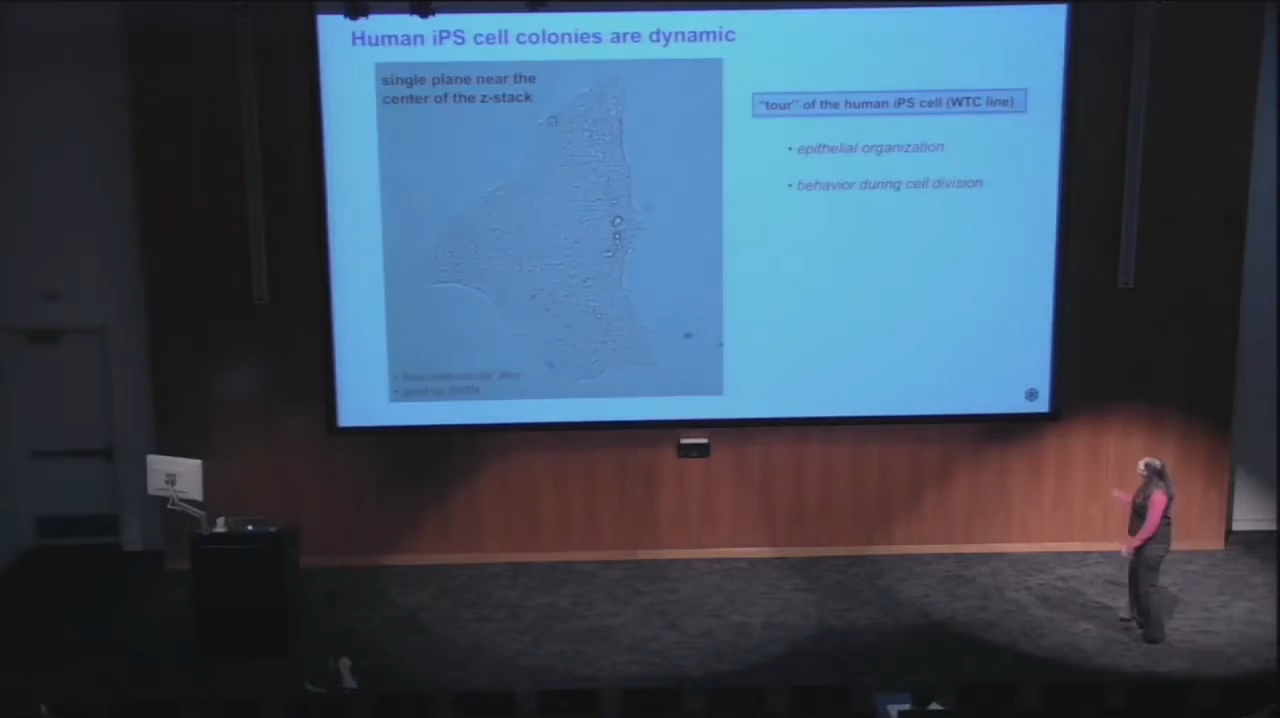 Human iPS cell colonies are dynamic
single plane near the
center of the z-stack
“tour” of the human iPS cell (WTC line)
• epithelial organization
• behavior during cell division